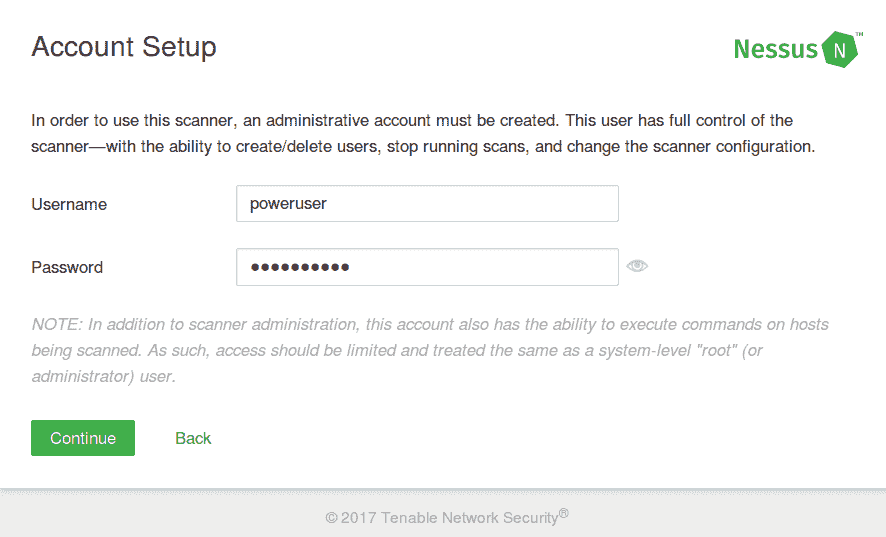 Account Setup
Nessus N ™
In order to use this scanner, an administrative account must be created. This user has full control of the
scanner—with the ability to create/delete users, stop running scans, and change the scanner configuration.
Username
poweruser
Password
●●●●●●●●●●
NOTE: In addition to scanner administration, this account also has the ability to execute commands on hosts
being scanned. As such, access should be limited and treated the same as a system-level "root" (or
administrator) user.
Continue Back
© 2017 Tenable Network Security®